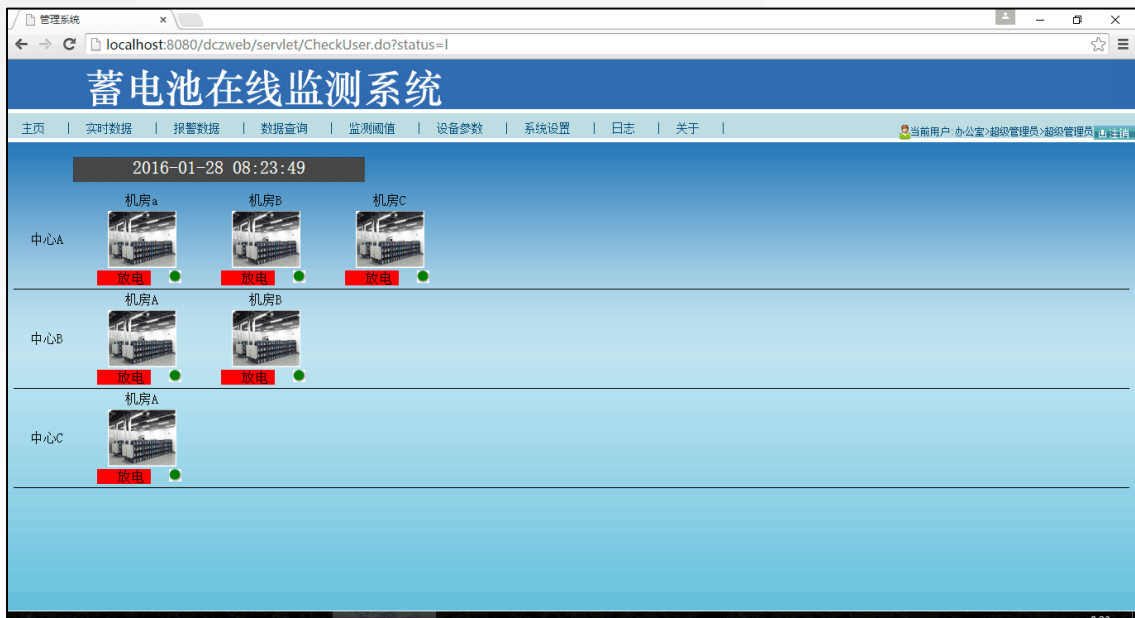 管理系统
localhost:8080/dczweb/servlet/CheckUser.do?status=l
蓄电池在线监测系统
主页 | 实时数据 | 报警数据 | 数据查询 | 监测阈值 | 设备参数 | 系统设置 | 日志 | 关于 |
当前用户:办公室>超级管理员>超级管理员 注销
2016-01-28 08:23:49
机房a 机房B 机房C
中心A
放电 放电 放电
机房A 机房B
中心B
放电 放电
机房A
中心C
放电